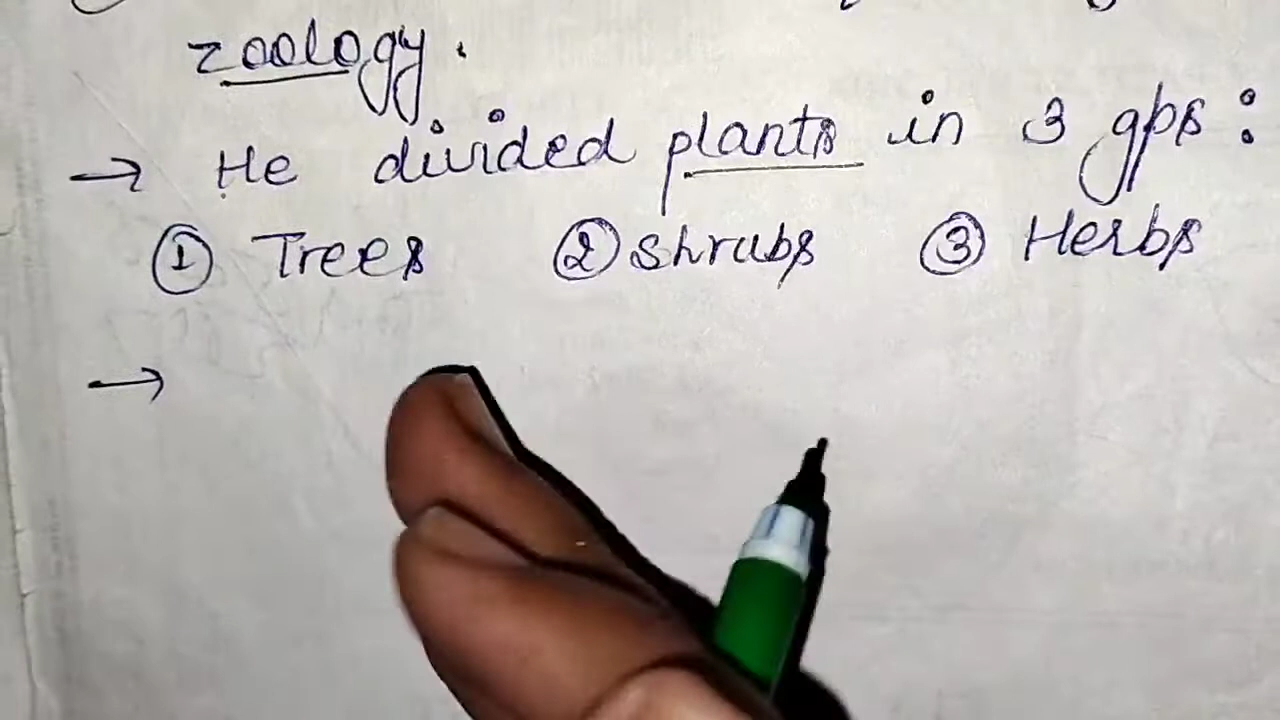 zoology.
→ He divided plants in 3 gps :
① Trees ② Shrubs ③ Herbs
→